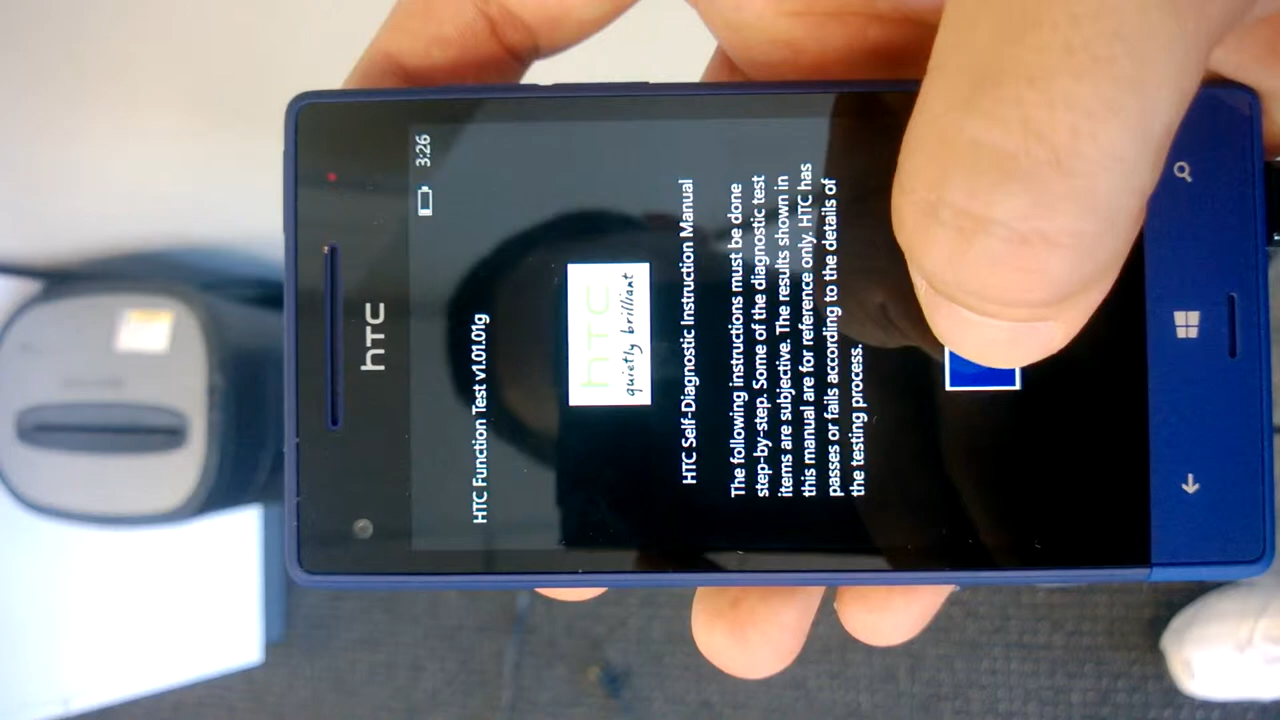 hTC
3:26
HTC Function Test v1.01.01g
hTC
quietly brilliant
HTC Self-Diagnostic Instruction Manual
The following instructions must be done
step-by-step. Some of the diagnostic test
items are subjective. The results shown in
this manual are for reference only. HTC has
passes or fails according to the details of
the testing process.